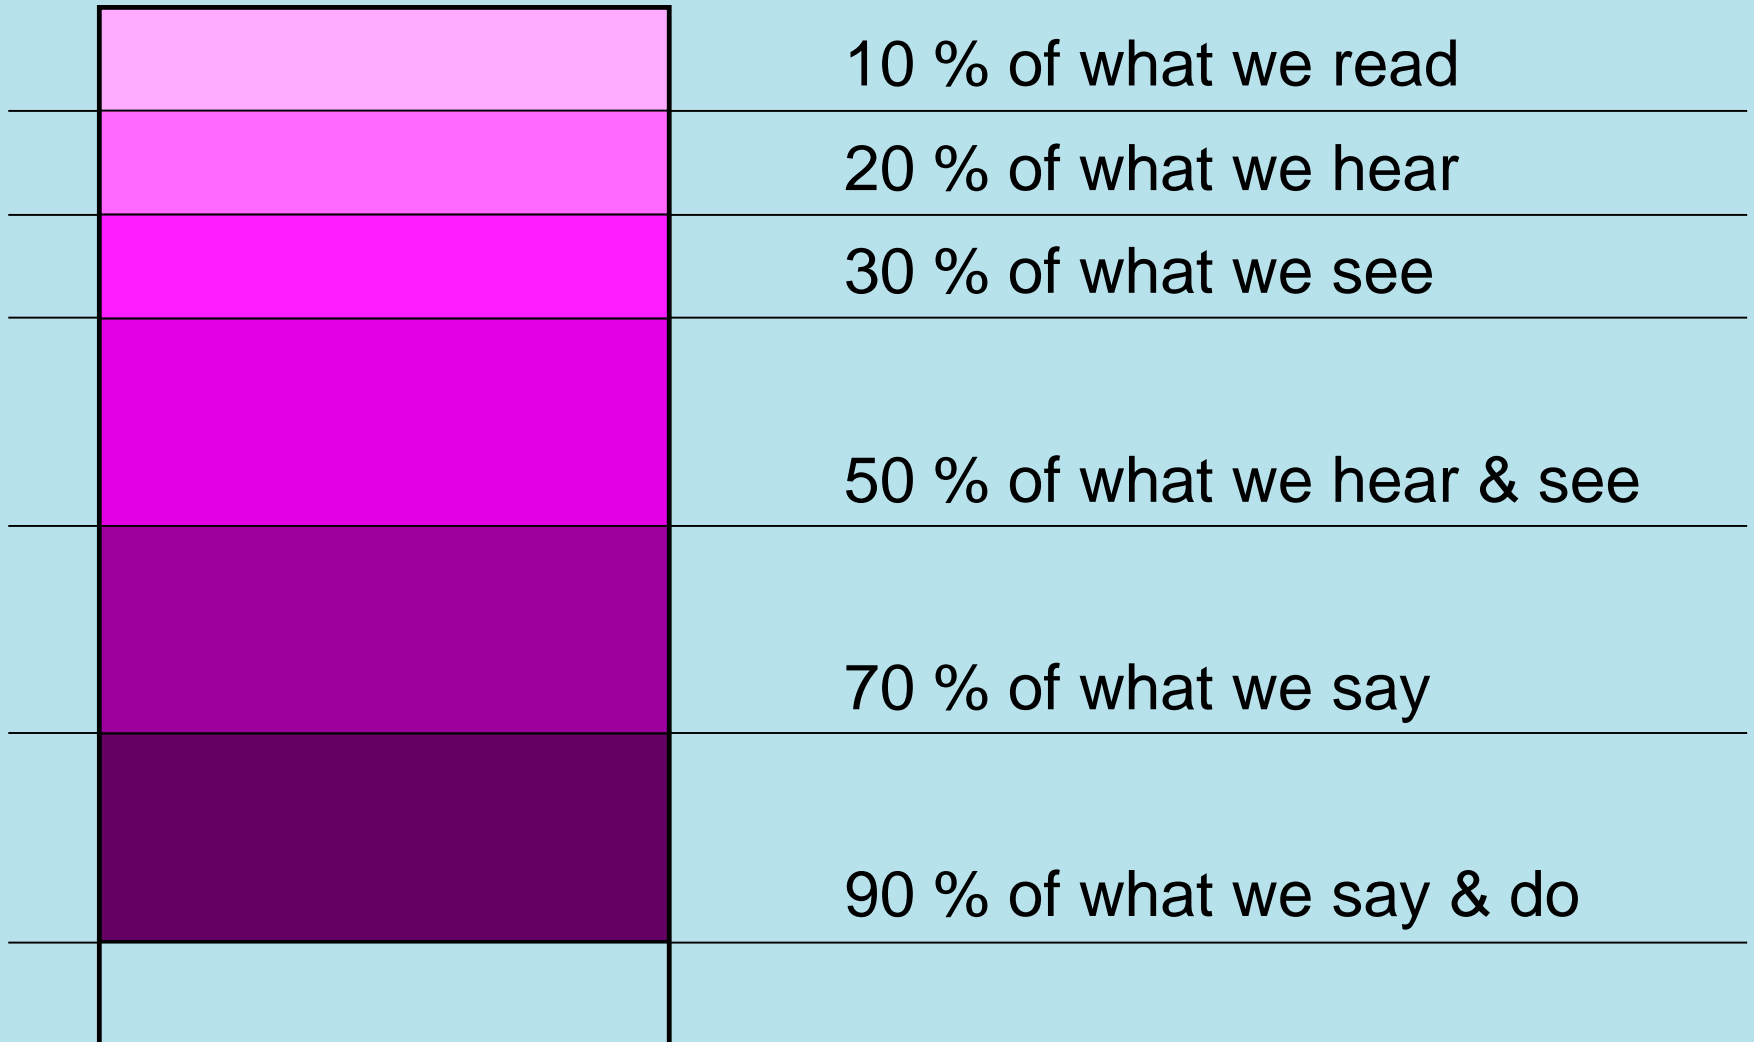 10 % of what we read
20 % of what we hear
30 % of what we see
50 % of what we hear & see
70 % of what we say
90 % of what we say & do